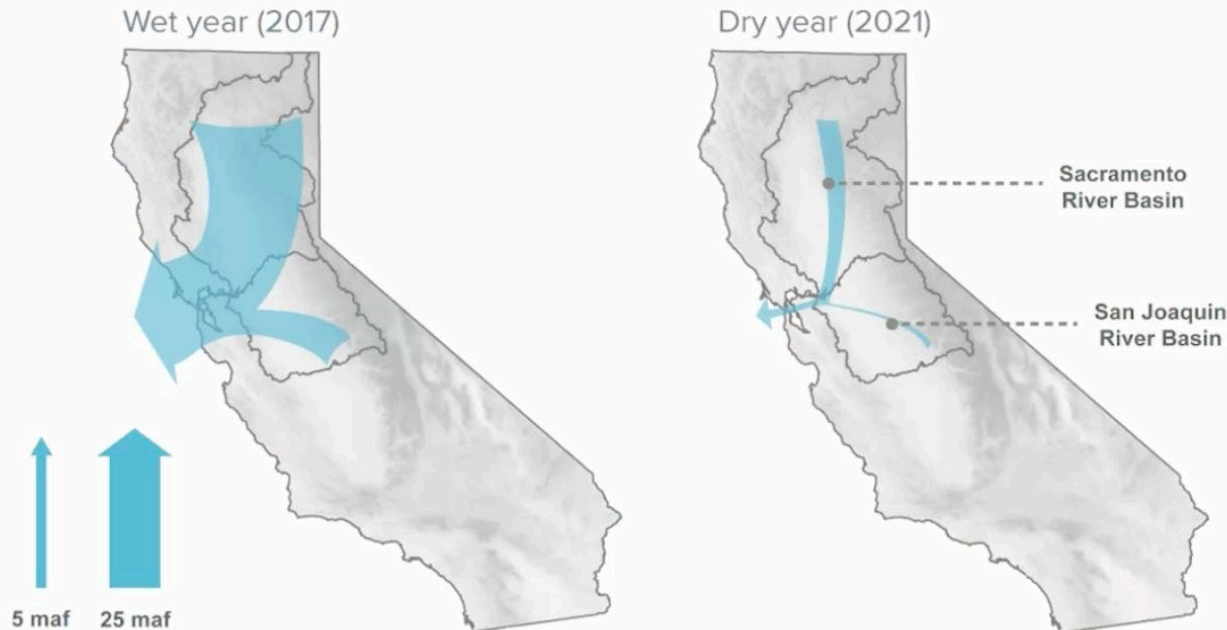 Wet year (2017)
Dry year (2021)
Sacramento
River Basin
San Joaquin
River Basin
5 maf
25 maf